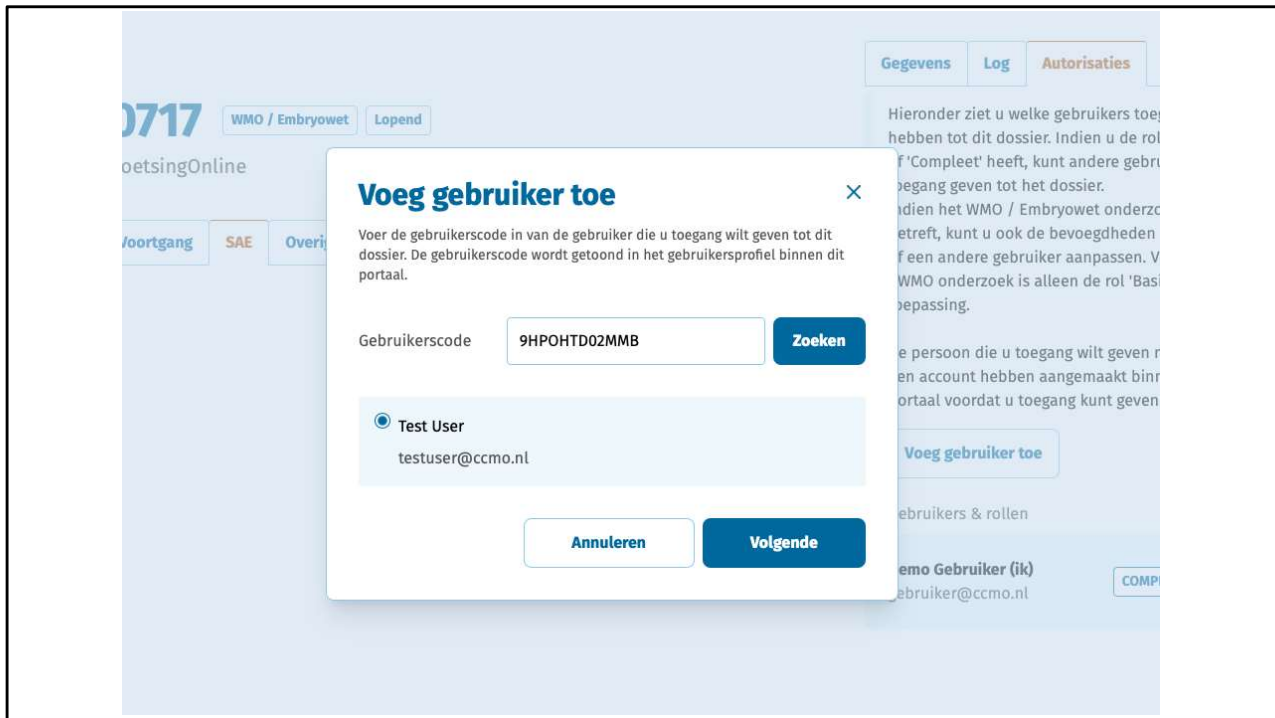 0717 WMO / Embryowet Lopend
oetsingOnline
Voortgang SAE Overi
Gegevens Log Autorisaties
Hieronder ziet u welke gebruikers toe
hebben tot dit dossier. Indien u de rol
f 'Compleet' heeft, kunt andere gebru
oegang geven tot het dossier.
ndien het WMO / Embryowet onderzo
etreft, kunt u ook de bevoegdheden
f een andere gebruiker aanpassen. V
WMO onderzoek is alleen de rol 'Basi
oepassing.
e persoon die u toegang wilt geven
en account hebben aangemaakt bin
ortaal voordat u toegang kunt geven
Voeg gebruiker toe
ebruikers & rollen
emo Gebruiker (ik)
ebruiker@ccmo.nl
COMP
Voeg gebruiker toe
Voer de gebruikerscode in van de gebruiker die u toegang wilt geven tot dit
dossier. De gebruikerscode wordt getoond in het gebruikersprofiel binnen dit
portaal.
Gebruikerscode 9HPOHTD02MMB Zoeken
Test User
testuser@ccmo.nl
Annuleren Volgende